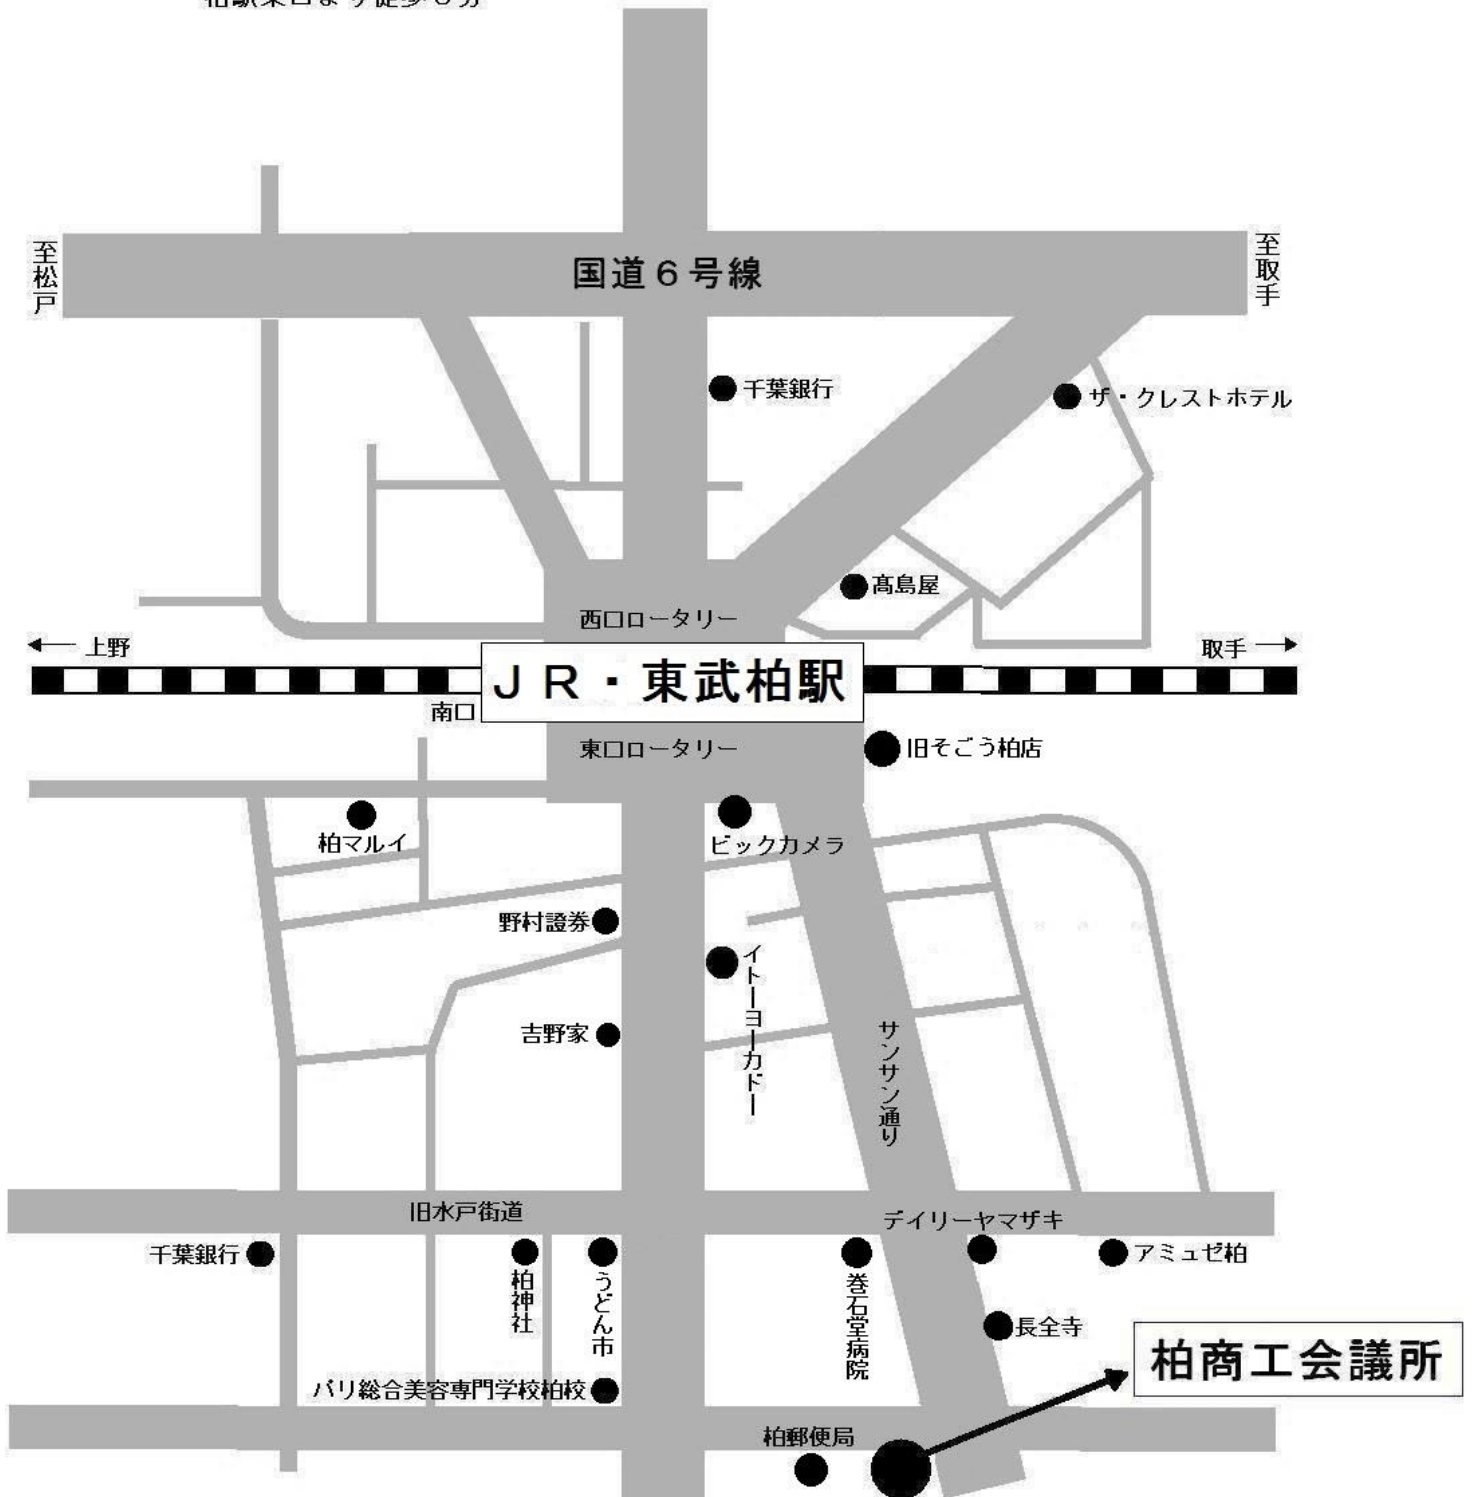 至松戸
国道６号線
至取手
千葉銀行
ザ・クレストホテル
髙島屋
西口ロータリー
← 上野
取手 →
ＪＲ・東武柏駅
南口
東口ロータリー
旧そごう柏店
柏マルイ
ビックカメラ
野村證券
イトーヨーカドー
吉野家
サンサン通り
旧水戸街道
デイリーヤマザキ
千葉銀行
柏神社
うどん市
巻石堂病院
アミュゼ柏
長全寺
柏商工会議所
パリ総合美容専門学校柏校
柏郵便局